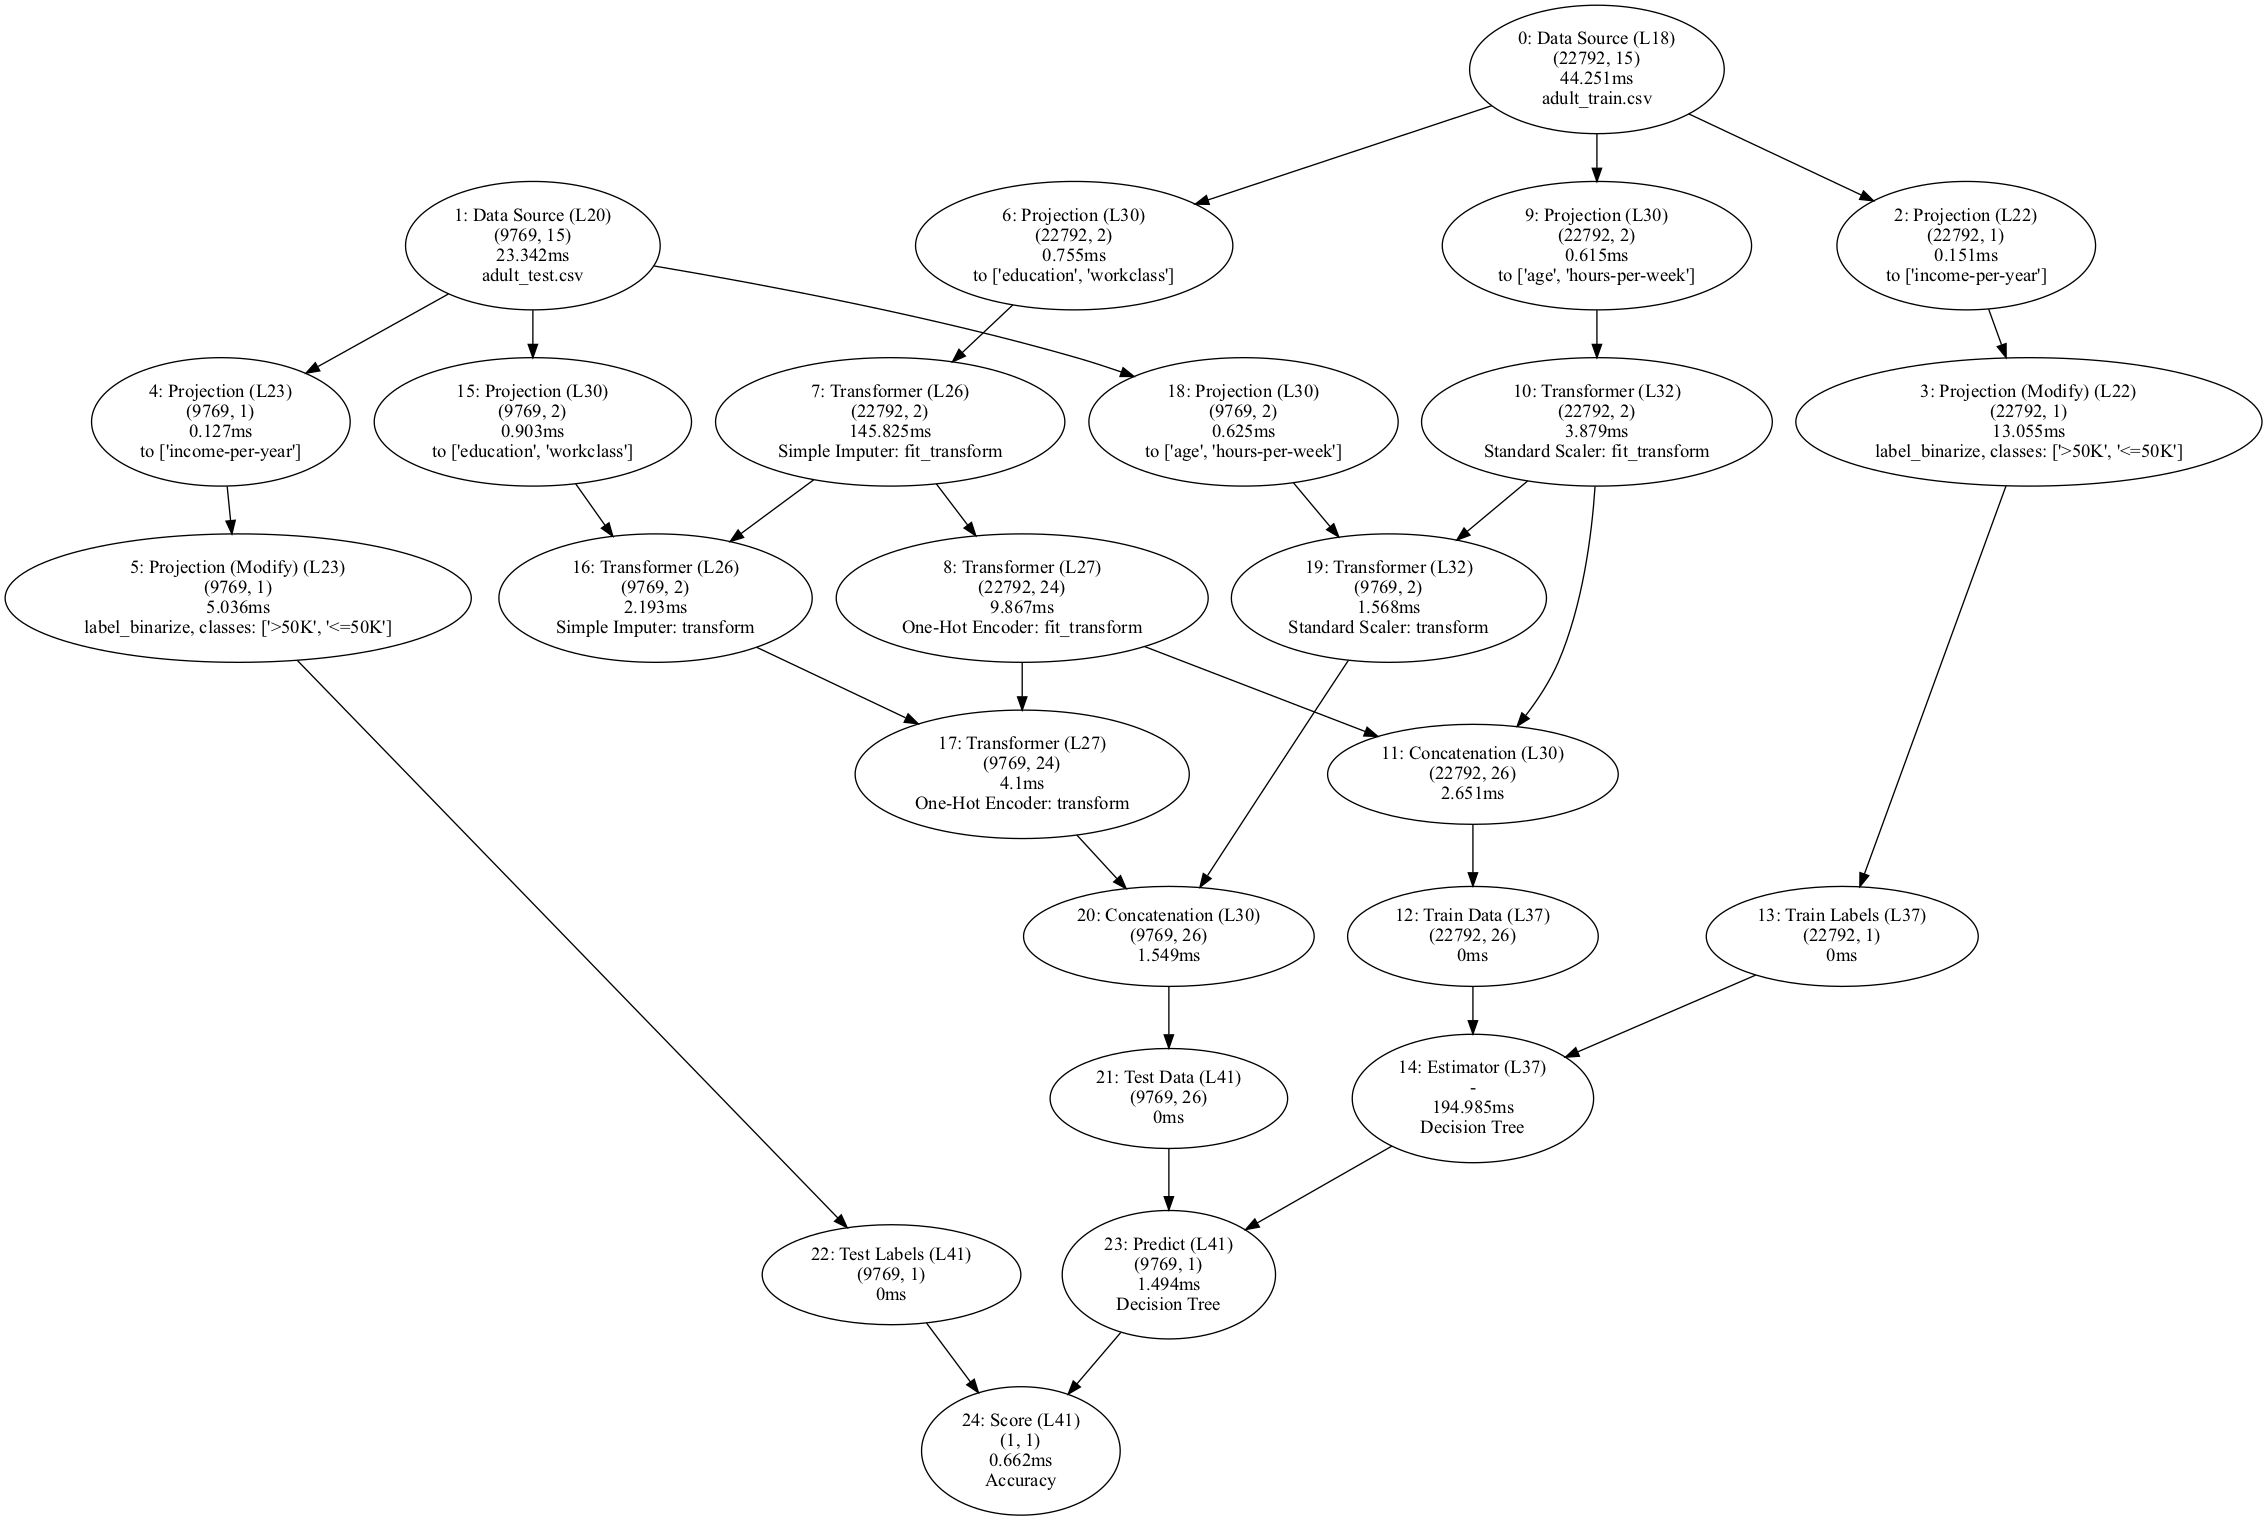 0: Data Source (L18)
(22792, 15)
44.251ms
adult_train.csv
1: Data Source (L20)
(9769, 15)
23.342ms
adult_test.csv
6: Projection (L30)
(22792, 2)
0.755ms
to ['education', 'workclass']
9: Projection (L30)
(22792, 2)
0.615ms
to ['age', 'hours-per-week']
2: Projection (L22)
(22792, 1)
0.151ms
to ['income-per-year']
4: Projection (L23)
(9769, 1)
0.127ms
to ['income-per-year']
15: Projection (L30)
(9769, 2)
0.903ms
to ['education', 'workclass']
7: Transformer (L26)
(22792, 2)
145.825ms
Simple Imputer: fit_transform
18: Projection (L30)
(9769, 2)
0.625ms
to ['age', 'hours-per-week']
10: Transformer (L32)
(22792, 2)
3.879ms
Standard Scaler: fit_transform
3: Projection (Modify) (L22)
(22792, 1)
13.055ms
label_binarize, classes: ['>50K', '<=50K']
5: Projection (Modify) (L23)
(9769, 1)
5.036ms
label_binarize, classes: ['>50K', '<=50K']
16: Transformer (L26)
(9769, 2)
2.193ms
Simple Imputer: transform
8: Transformer (L27)
(22792, 24)
9.867ms
One-Hot Encoder: fit_transform
19: Transformer (L32)
(9769, 2)
1.568ms
Standard Scaler: transform
17: Transformer (L27)
(9769, 24)
4.1ms
One-Hot Encoder: transform
11: Concatenation (L30)
(22792, 26)
2.651ms
20: Concatenation (L30)
(9769, 26)
1.549ms
12: Train Data (L37)
(22792, 26)
0ms
13: Train Labels (L37)
(22792, 1)
0ms
21: Test Data (L41)
(9769, 26)
0ms
14: Estimator (L37)
-
194.985ms
Decision Tree
22: Test Labels (L41)
(9769, 1)
0ms
23: Predict (L41)
(9769, 1)
1.494ms
Decision Tree
24: Score (L41)
(1, 1)
0.662ms
Accuracy